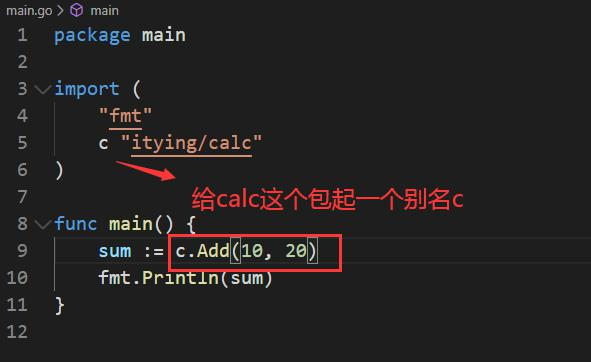 main.go > main
1 package main
2
3 import (
4 "fmt"
5 c "itying/calc"
6 )
7
给calc这个包起一个别名c
8 func main() {
9 sum := c.Add(10, 20)
10 fmt.Println(sum)
11 }
12